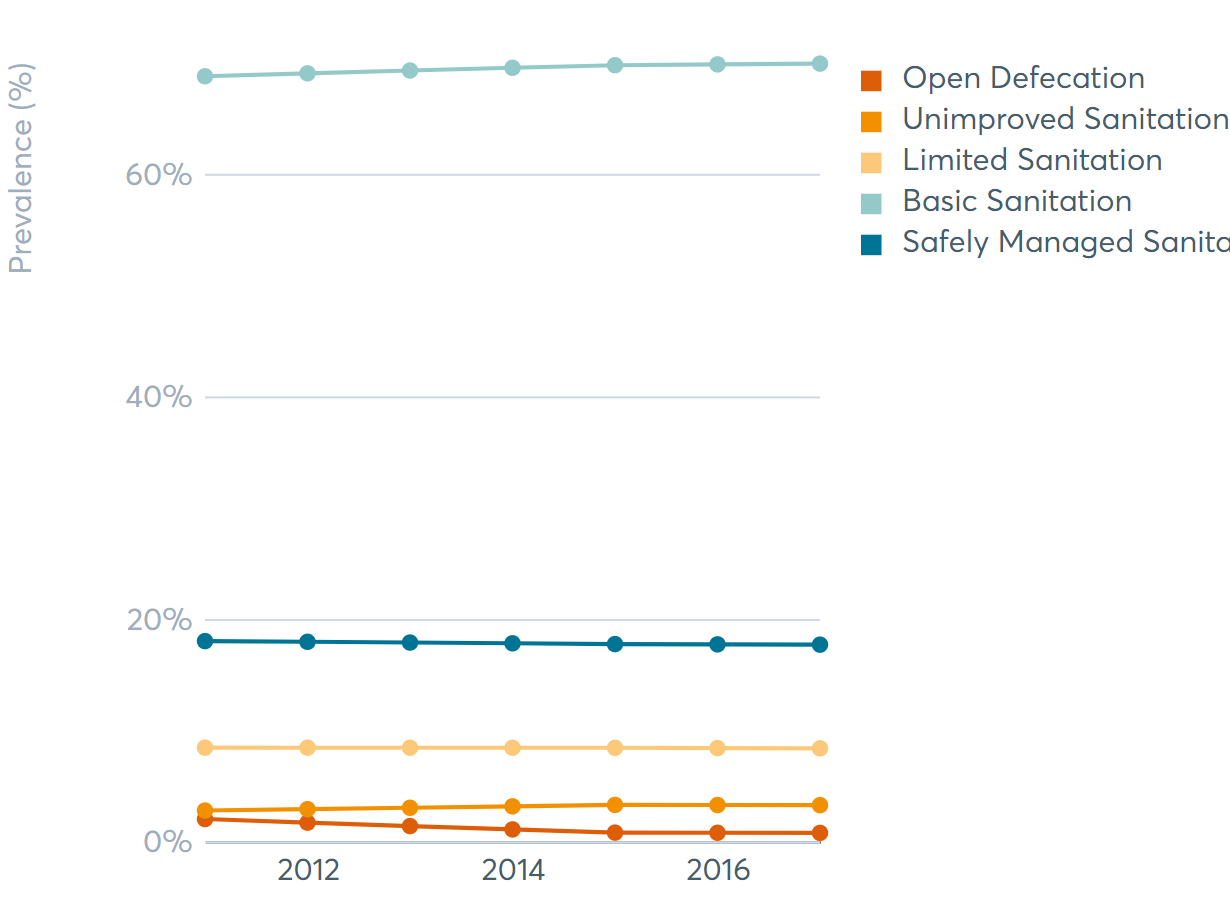 Prevalence (%)
60%
40%
20%
0%
2012
2014
2016
Open Defecation
Unimproved Sanitation
Limited Sanitation
Basic Sanitation
Safely Managed Sanita